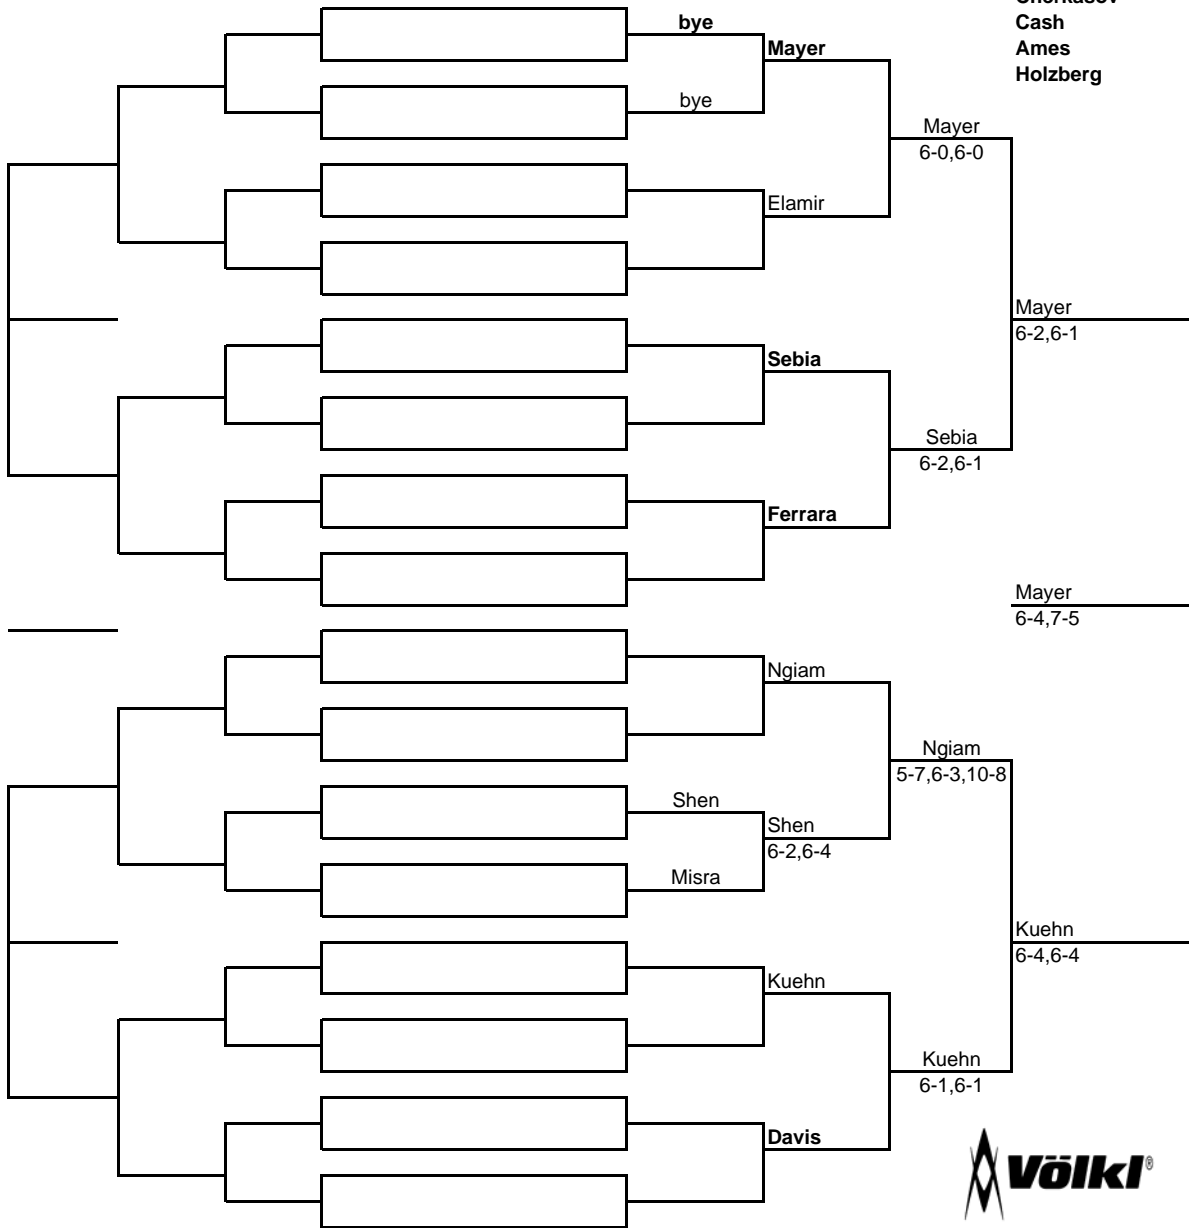 Cash
Ames
Holzberg
bye
Mayer
bye
Mayer
6-0,6-0
Elamir
Mayer
6-2,6-1
Sebia
Sebia
6-2,6-1
Ferrara
Mayer
6-4,7-5
Ngiam
Ngiam
5-7,6-3,10-8
Shen
Shen
6-2,6-4
Misra
Kuehn
6-4,6-4
Kuehn
Kuehn
6-1,6-1
Davis
Völkl®